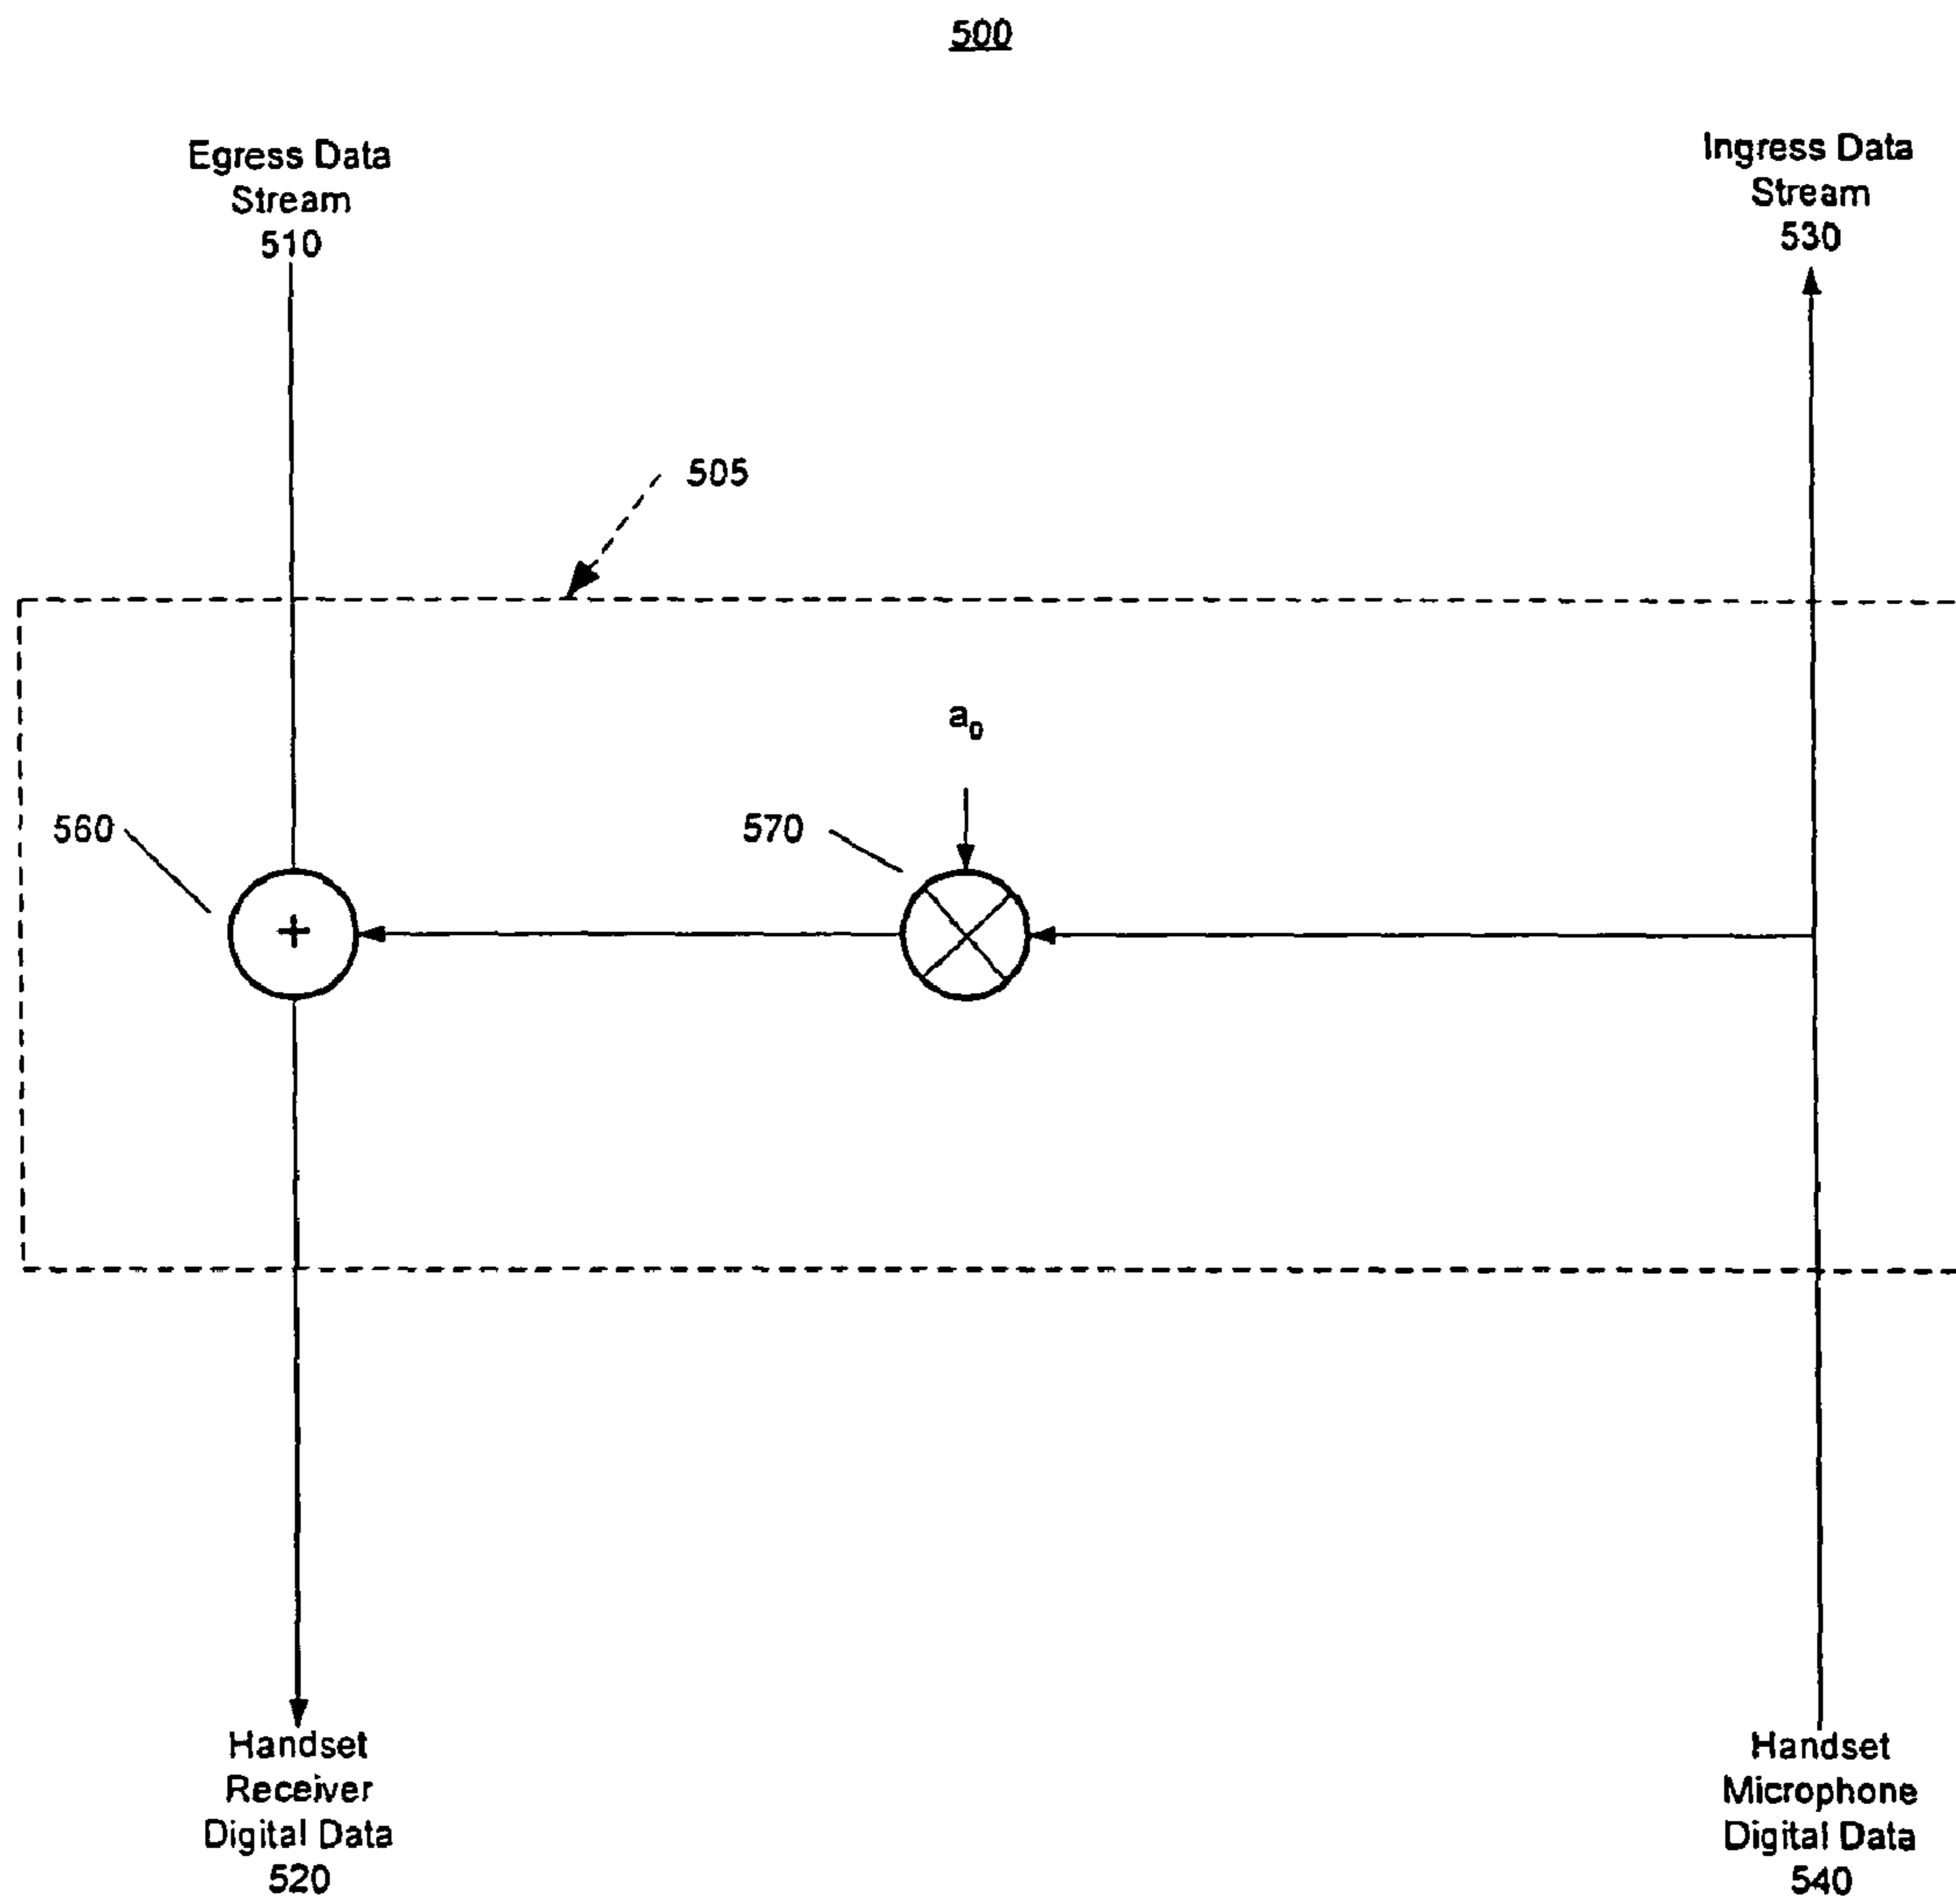 500
Egress Data
Stream
510
Ingress Data
Stream
530
505
a₀
560
570
+
Handset
Receiver
Digital Data
520
Handset
Microphone
Digital Data
540